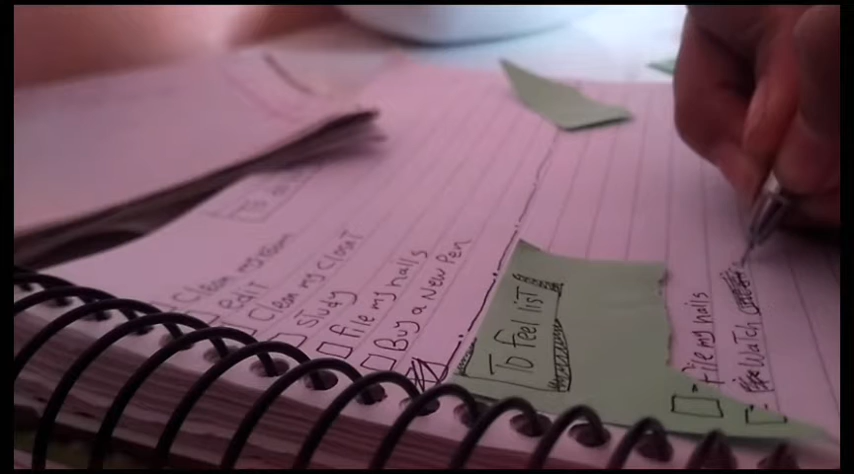 Clean my room
edit
Clean my Closet
study
file my nails
Buy a New Pen
To feel list
- file my nails
Watch